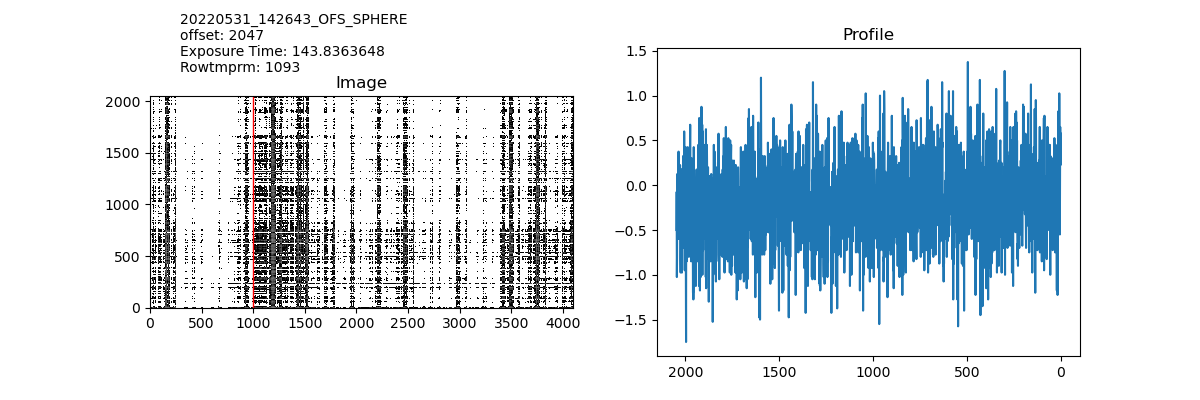 20220531_142643_OFS_SPHERE
offset: 2047
Exposure Time: 143.8363648
Rowtmprm: 1093
Image
2000
1500
1000
500
0
0 500 1000 1500 2000 2500 3000 3500 4000
Profile
1.5
1.0
0.5
0.0
−0.5
−1.0
−1.5
2000 1500 1000 500 0